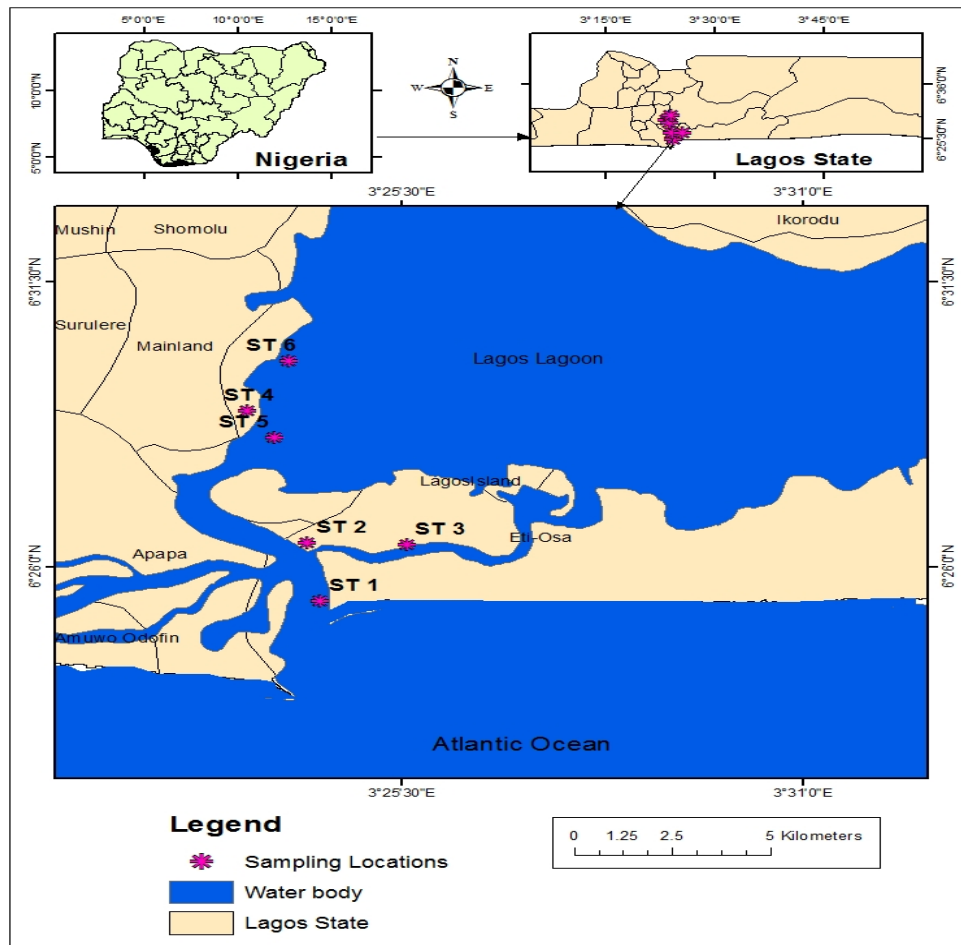 5°0'0"E 10°0'0"E 15°0'0"E
3°15'0"E 3°30'0"E 3°45'0"E
10°0'0"N
5°0'0"N
N
W E
S
6°36'0"N
6°25'30"N
Nigeria
Lagos State
3°25'30"E 3°31'0"E
Mushin Shomolu
Ikorodu
6°31'30"N 6°31'30"N
Surulere
Mainland
ST 6
Lagos Lagoon
ST 4
ST 5
Lagos Island
ST 2 ST 3
Eti-Osa
Apapa
6°26'0"N 6°26'0"N
ST 1
Amuwo Odofin
Atlantic Ocean
3°25'30"E 3°31'0"E
Legend
Sampling Locations
Water body
Lagos State
0 1.25 2.5 5 Kilometers